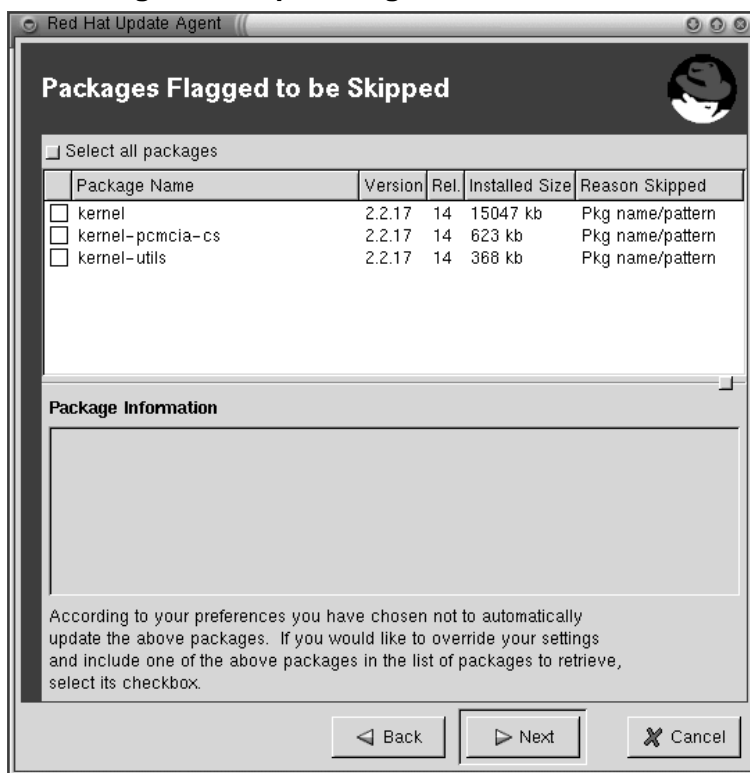 Red Hat Update Agent
Packages Flagged to be Skipped
Select all packages
Package Name Version Rel. Installed Size Reason Skipped
kernel 2.2.17 14 15047 kb Pkg name/pattern
kernel-pcmcia-cs 2.2.17 14 623 kb Pkg name/pattern
kernel-utils 2.2.17 14 368 kb Pkg name/pattern
Package Information
According to your preferences you have chosen not to automatically
update the above packages. If you would like to override your settings
and include one of the above packages in the list of packages to retrieve,
select its checkbox.
Back Next Cancel